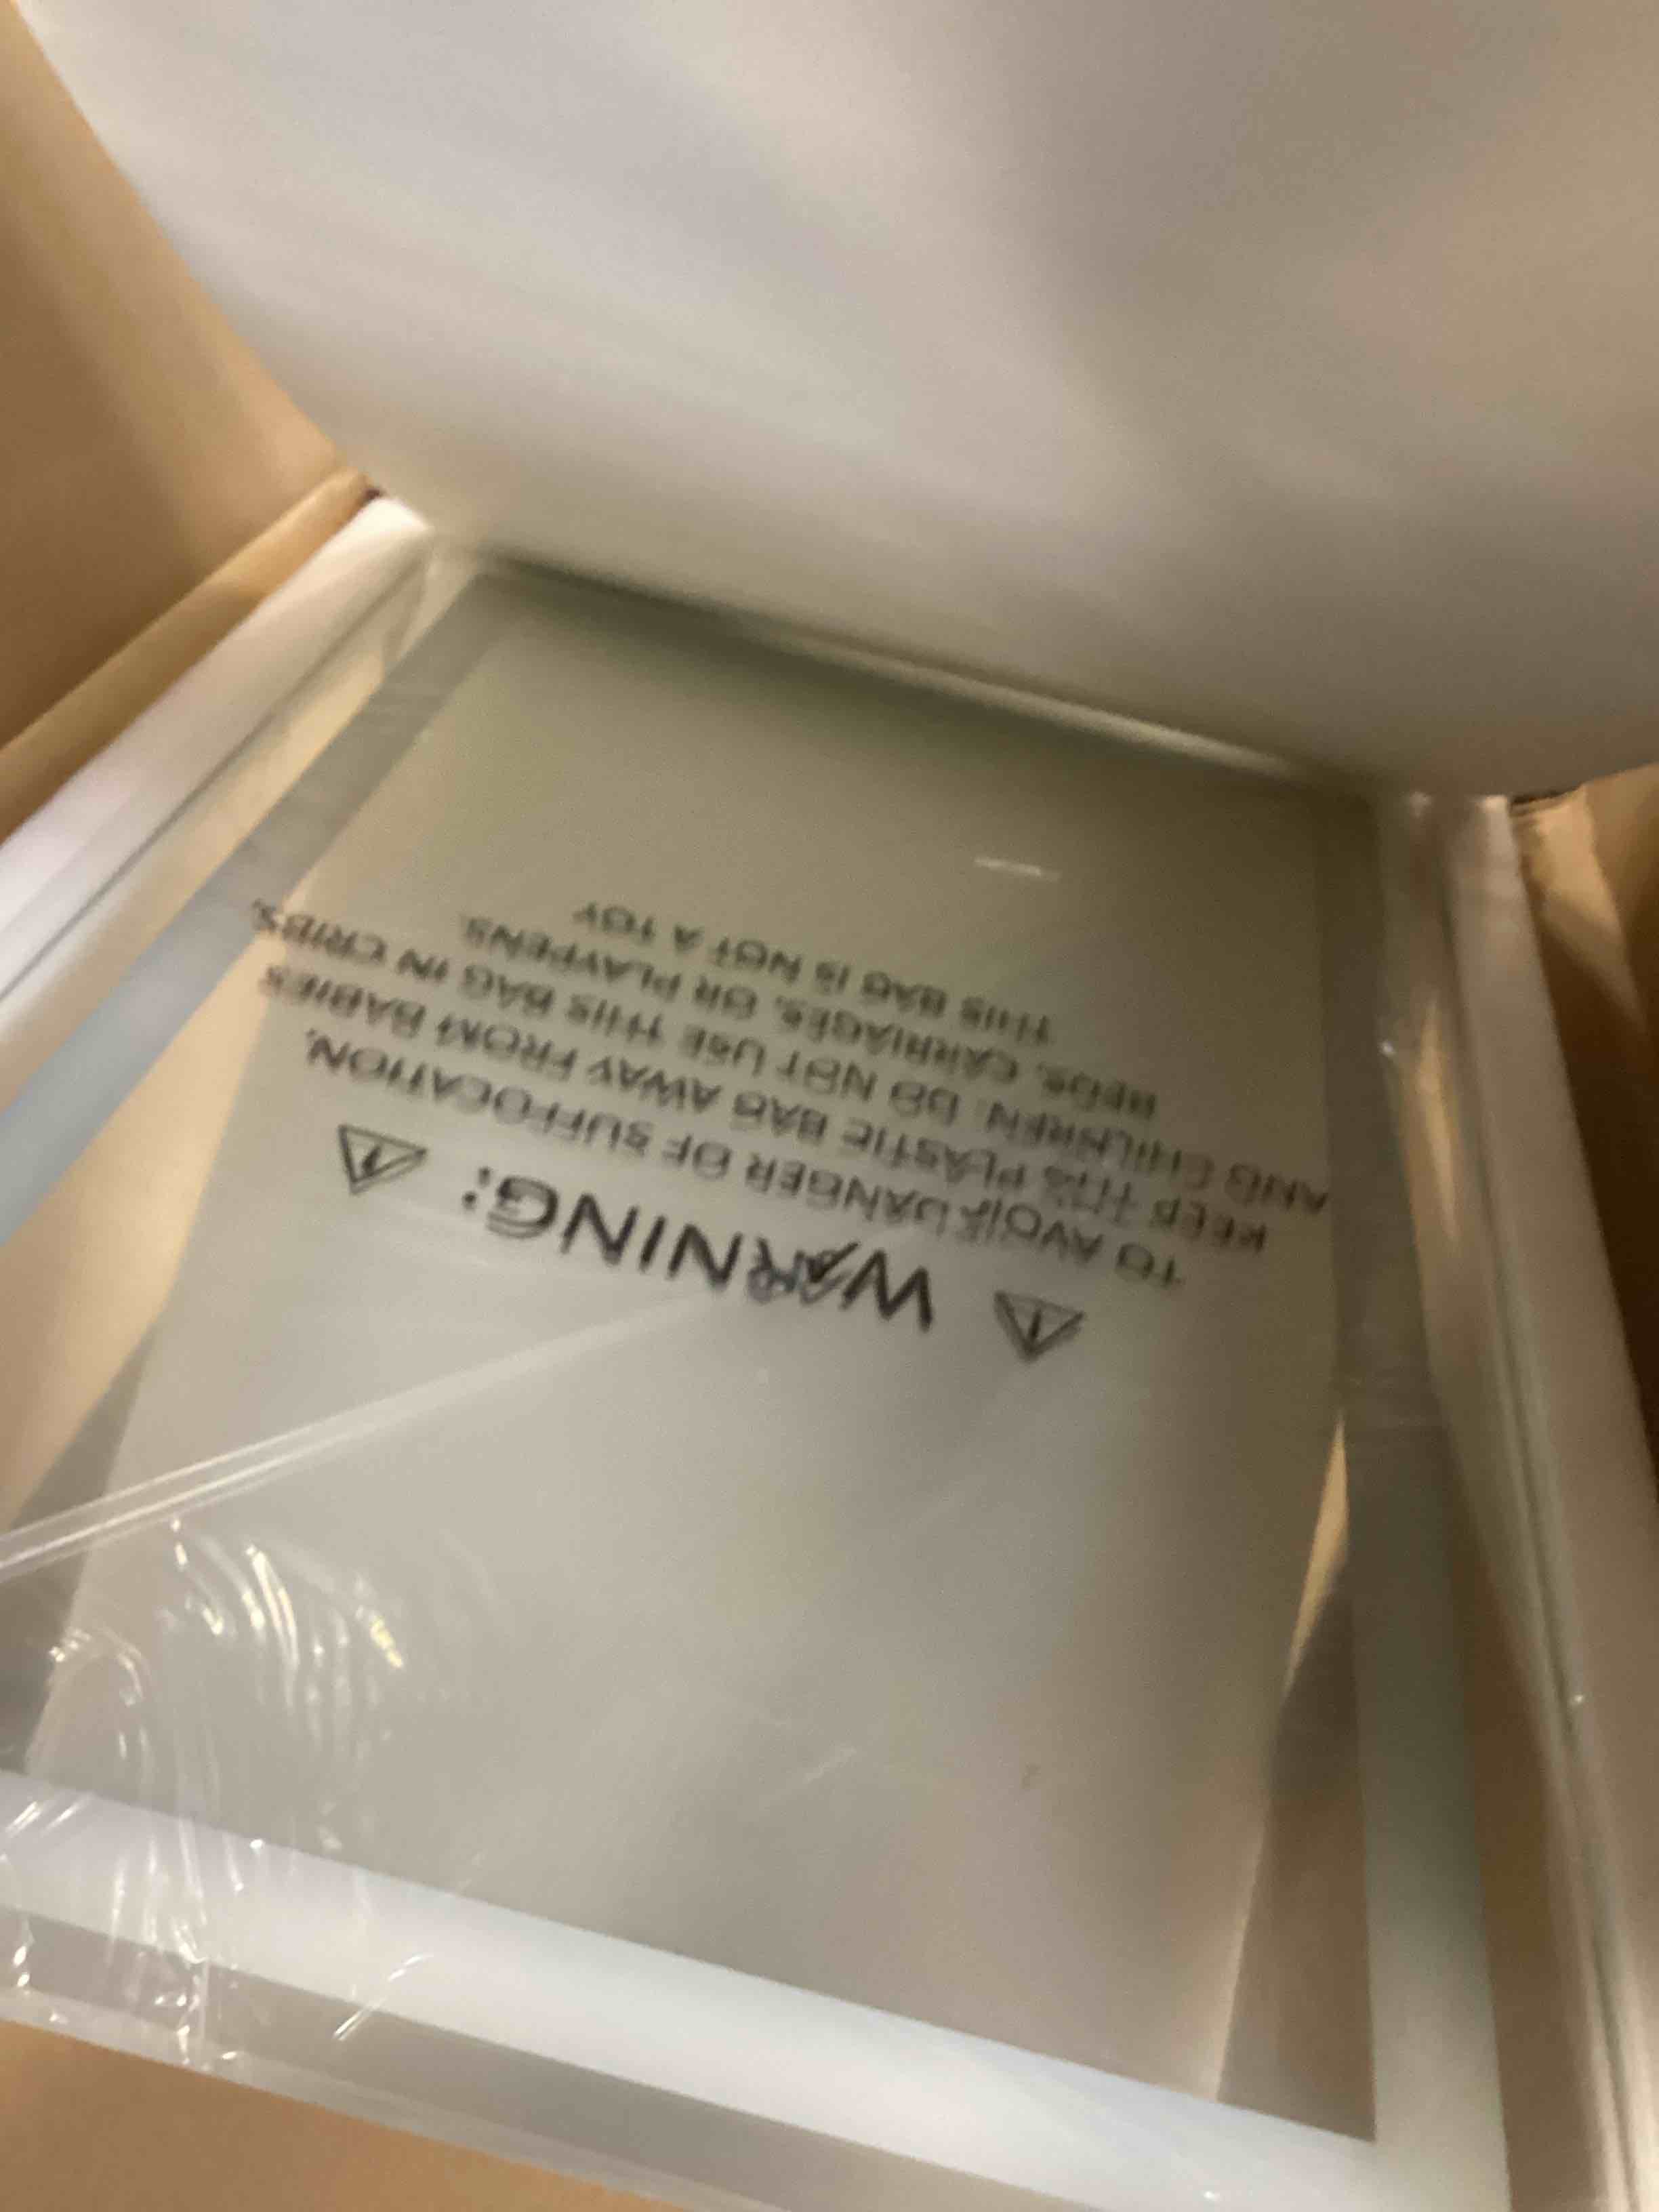 ⚠ WARNING: ⚠
TO AVOID DANGER OF SUFFOCATION,
KEEP THIS PLASTIC BAG AWAY FROM BABIES
AND CHILDREN. DO NOT USE THIS BAG IN CRIBS,
BEDS, CARRIAGES, OR PLAYPENS.
THIS BAG IS NOT A TOY